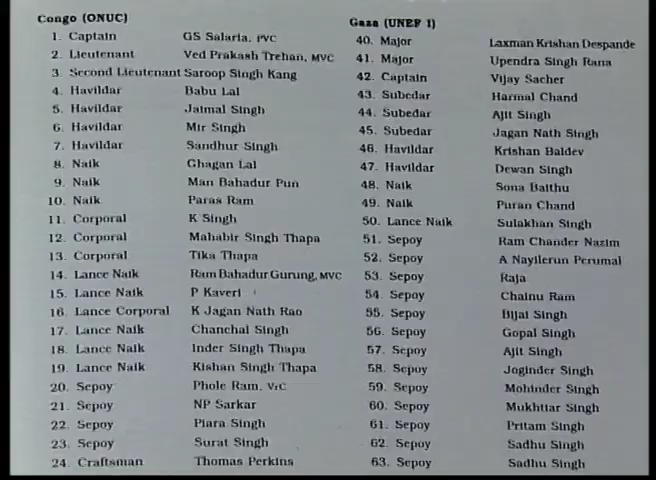 Congo (ONUC)
1. Captain GS Salaria, PVC
2. Lieutenant Ved Prakash Trehan, MVC
3. Second Lieutenant Saroop Singh Kang
4. Havildar Babu Lal
5. Havildar Jaimal Singh
6. Havildar Mir Singh
7. Havildar Sandhur Singh
8. Naik Ghagan Lal
9. Naik Man Bahadur Pun
10. Naik Paras Ram
11. Corporal K Singh
12. Corporal Mahabir Singh Thapa
13. Corporal Tika Thapa
14. Lance Naik Ram Bahadur Gurung, MVC
15. Lance Naik P Kaveri
16. Lance Corporal K Jagan Nath Rao
17. Lance Naik Chanchal Singh
18. Lance Naik Inder Singh Thapa
19. Lance Naik Kishan Singh Thapa
20. Sepoy Phole Ram, VrC
21. Sepoy NP Sarkar
22. Sepoy Piara Singh
23. Sepoy Surat Singh
24. Craftsman Thomas Perkins
Gaza (UNEF I)
40. Major Laxman Krishan Despande
41. Major Upendra Singh Rana
42. Captain Vijay Sacher
43. Subedar Harmal Chand
44. Subedar Ajit Singh
45. Subedar Jagan Nath Singh
46. Havildar Krishan Baldev
47. Havildar Dewan Singh
48. Naik Sona Baithu
49. Naik Puran Chand
50. Lance Naik Sulakhan Singh
51. Sepoy Ram Chander Nazim
52. Sepoy A Nayilerun Perumal
53. Sepoy Raja
54. Sepoy Chainu Ram
55. Sepoy Bijai Singh
56. Sepoy Gopal Singh
57. Sepoy Ajit Singh
58. Sepoy Joginder Singh
59. Sepoy Mohinder Singh
60. Sepoy Mukhtiar Singh
61. Sepoy Pritam Singh
62. Sepoy Sadhu Singh
63. Sepoy Sadhu Singh